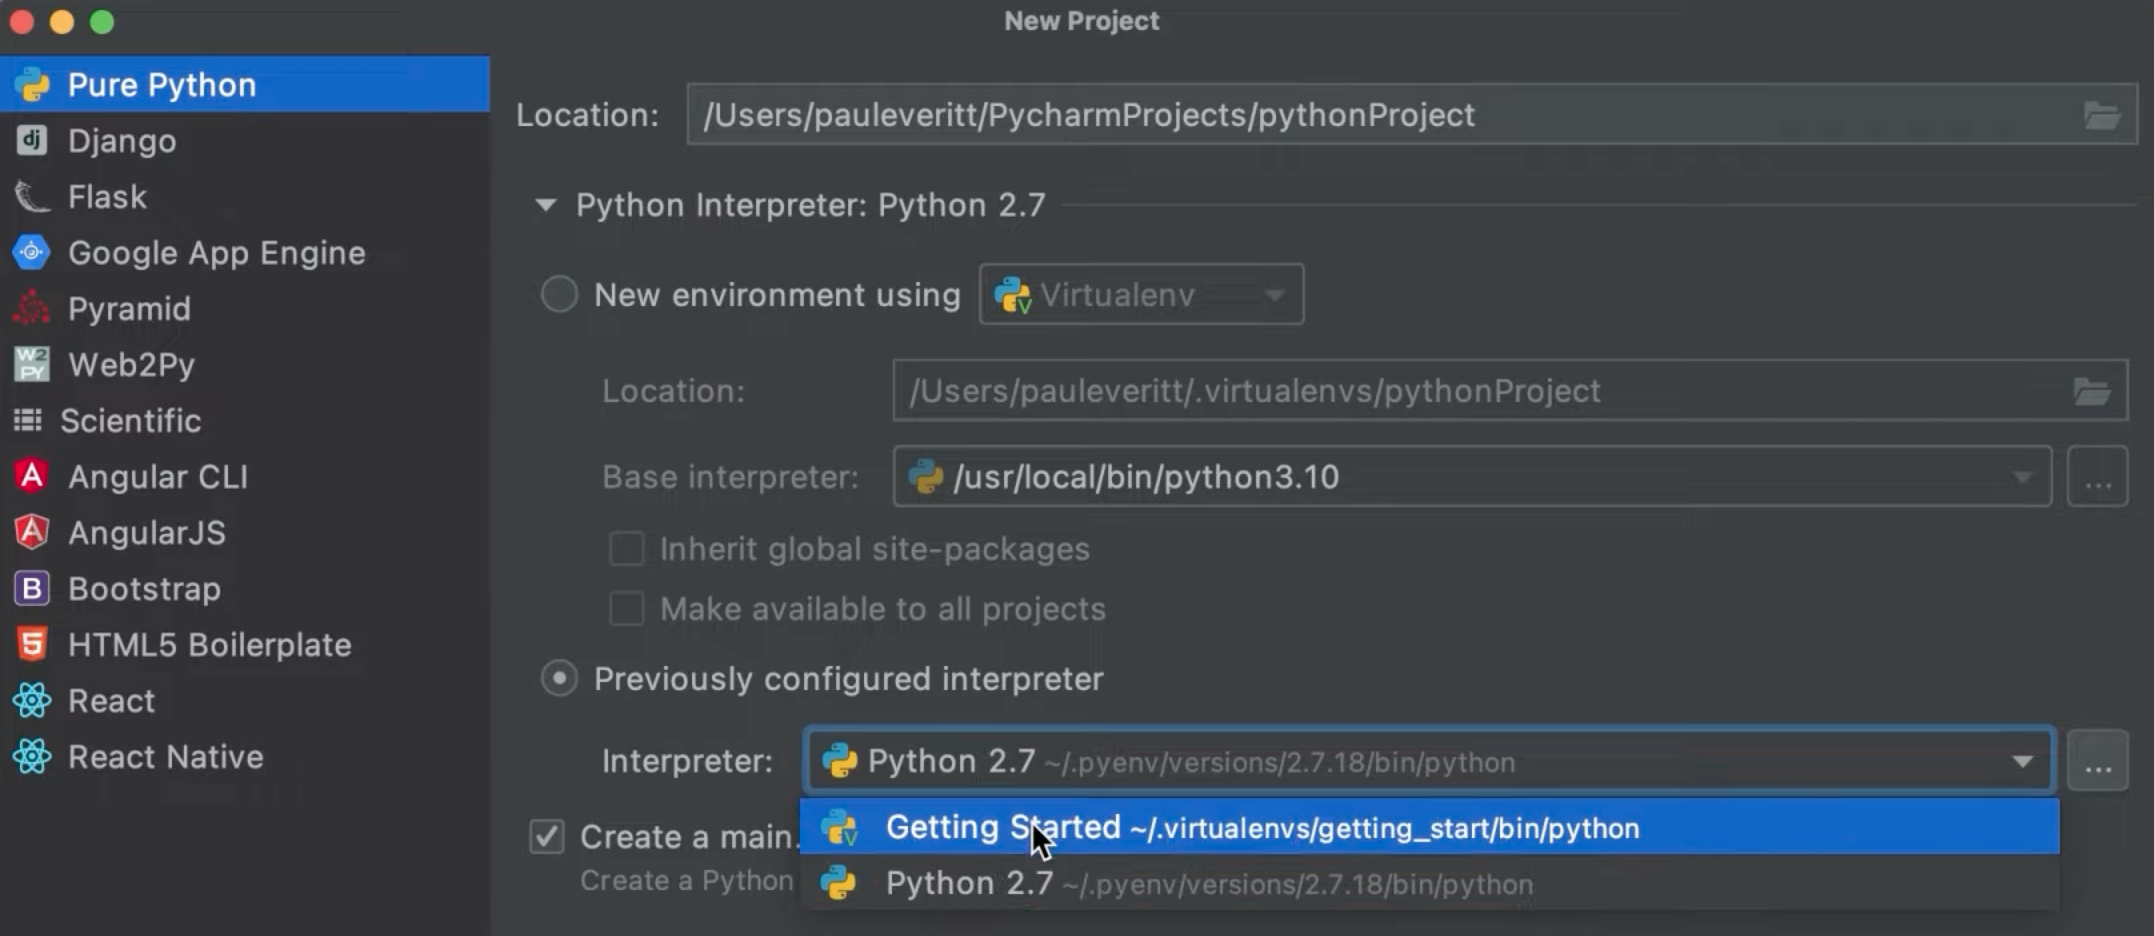 New Project
Pure Python
dj Django
Flask
Google App Engine
Pyramid
W2PY Web2Py
Scientific
A Angular CLI
A AngularJS
B Bootstrap
5 HTML5 Boilerplate
React
React Native
Location: /Users/pauleveritt/PycharmProjects/pythonProject
Python Interpreter: Python 2.7
New environment using V Virtualenv
Location: /Users/pauleveritt/.virtualenvs/pythonProject
Base interpreter: /usr/local/bin/python3.10 ...
Inherit global site-packages
Make available to all projects
Previously configured interpreter
Interpreter: Python 2.7 ~/.pyenv/versions/2.7.18/bin/python ...
V Getting Started ~/.virtualenvs/getting_start/bin/python
Python 2.7 ~/.pyenv/versions/2.7.18/bin/python
Create a main.
Create a Python